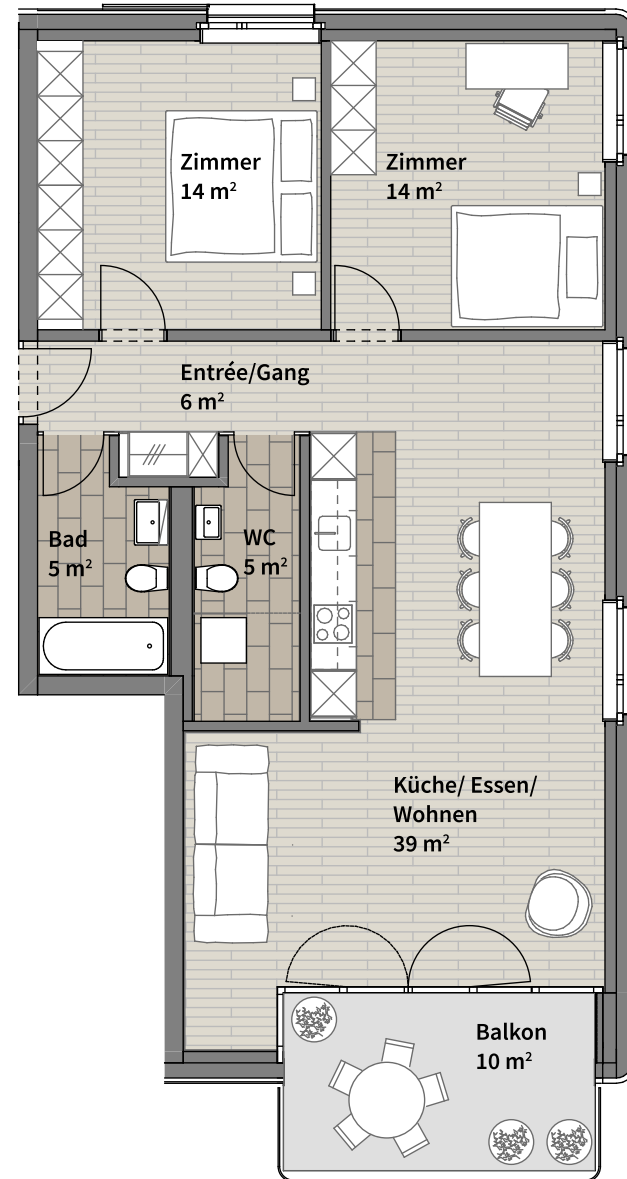 Zimmer
14 m²
Zimmer
14 m²
Entrée/Gang
6 m²
Bad
5 m²
WC
5 m²
Küche/ Essen/
Wohnen
39 m²
Balkon
10 m²